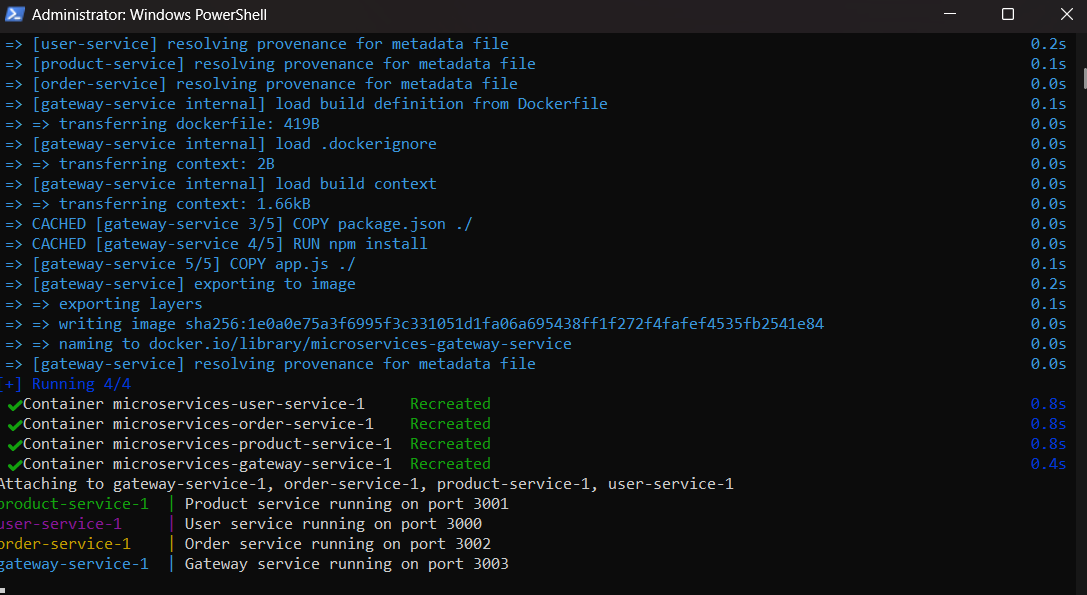 Administrator: Windows PowerShell
=> [user-service] resolving provenance for metadata file 0.2s
=> [product-service] resolving provenance for metadata file 0.1s
=> [order-service] resolving provenance for metadata file 0.0s
=> [gateway-service internal] load build definition from Dockerfile 0.1s
=> => transferring dockerfile: 419B 0.0s
=> [gateway-service internal] load .dockerignore 0.0s
=> => transferring context: 2B 0.0s
=> [gateway-service internal] load build context 0.0s
=> => transferring context: 1.66kB 0.0s
=> CACHED [gateway-service 3/5] COPY package.json ./ 0.0s
=> CACHED [gateway-service 4/5] RUN npm install 0.0s
=> [gateway-service 5/5] COPY app.js ./ 0.1s
=> [gateway-service] exporting to image 0.2s
=> => exporting layers 0.1s
=> => writing image sha256:1e0a0e75a3f6995f3c331051d1fa06a695438ff1f272f4fafef4535fb2541e84 0.0s
=> => naming to docker.io/library/microservices-gateway-service 0.0s
=> [gateway-service] resolving provenance for metadata file 0.0s
[+] Running 4/4
✔Container microservices-user-service-1 Recreated 0.8s
✔Container microservices-order-service-1 Recreated 0.8s
✔Container microservices-product-service-1 Recreated 0.8s
✔Container microservices-gateway-service-1 Recreated 0.4s
Attaching to gateway-service-1, order-service-1, product-service-1, user-service-1
product-service-1 | Product service running on port 3001
user-service-1 | User service running on port 3000
order-service-1 | Order service running on port 3002
gateway-service-1 | Gateway service running on port 3003